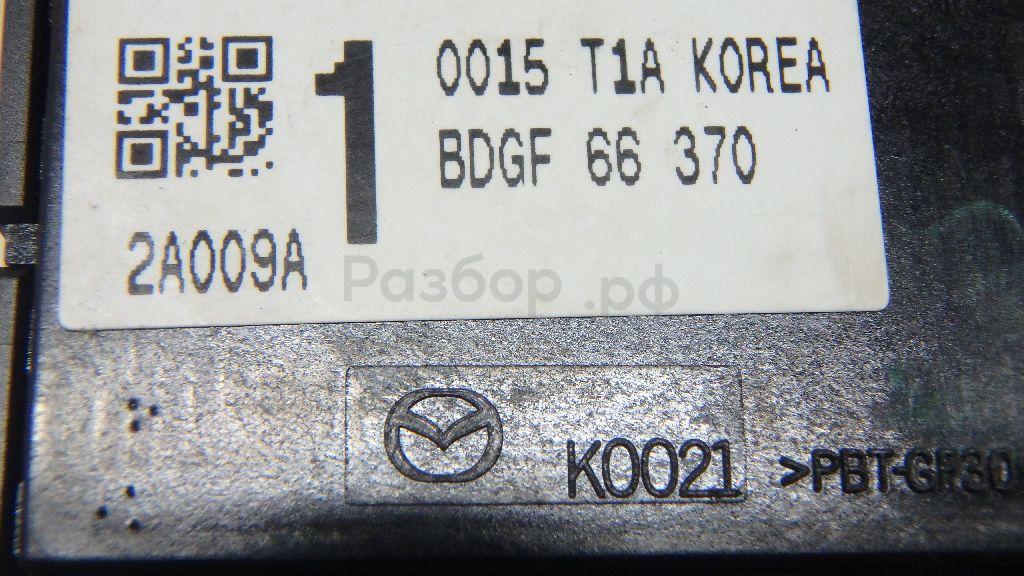 0015 T1A KOREA
1
BDGF 66 370
2A009A
Разбор.рф
K0021
>PBT-GF30